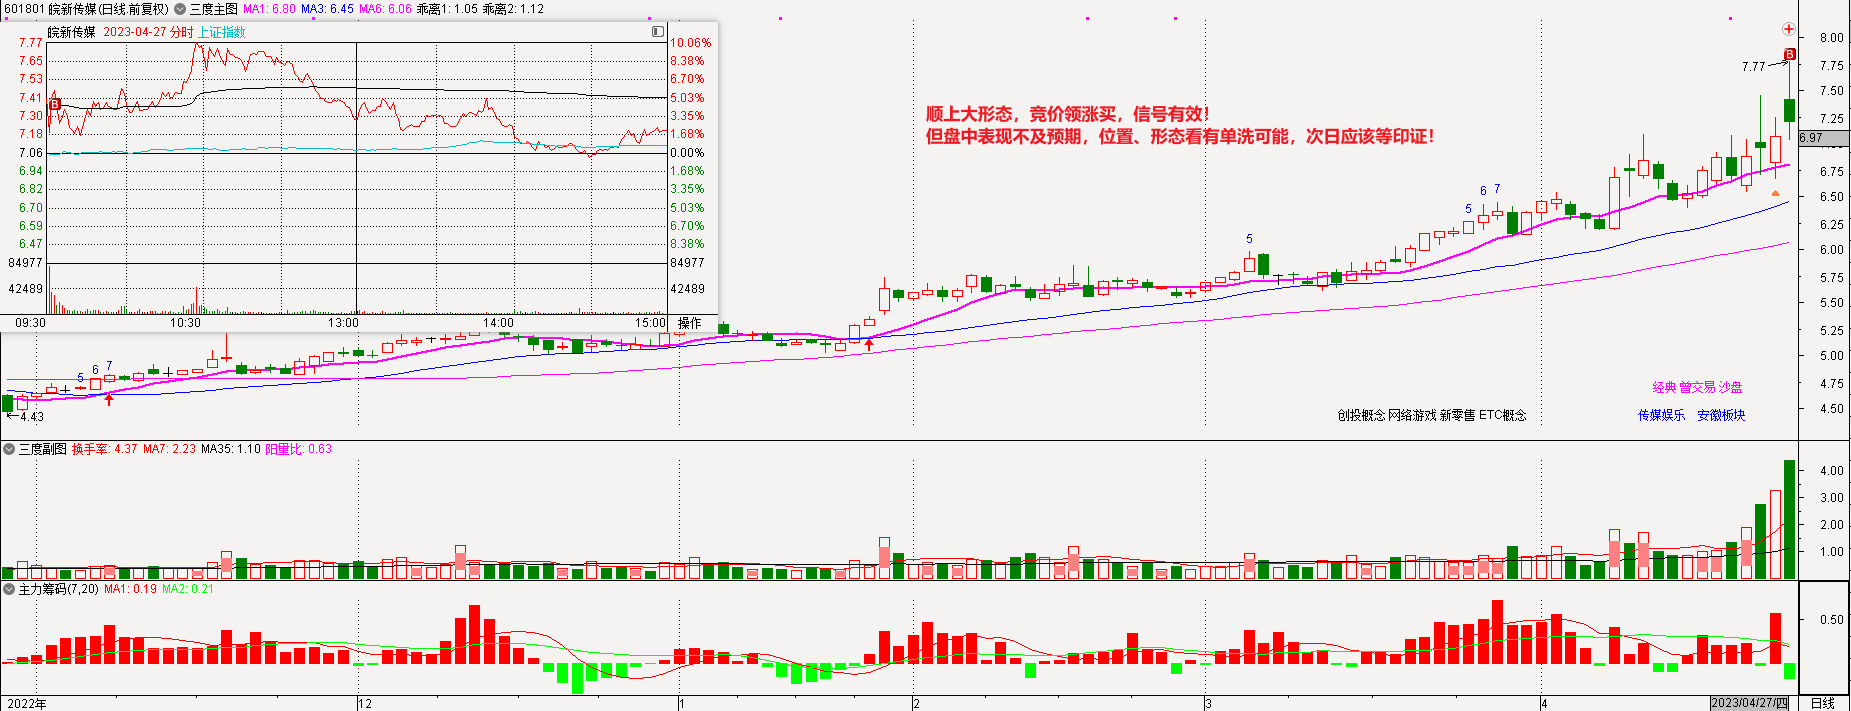 601801 皖新传媒(日线.前复权) 三度主图 MA1: 6.80 MA3: 6.45 MA6: 6.06 乖离1: 1.05 乖离2: 1.12
皖新传媒 2023-04-27 分时 上证指数
7.77 10.06%
7.65 8.38%
7.53 6.70%
7.41 5.03%
B
7.30 3.35%
7.18 1.68%
7.06 0.00%
6.94 1.68%
6.82 3.35%
6.70 5.03%
6.59 6.70%
6.47 8.38%
84977 84977
42489 42489
09:30 10:30 13:00 14:00 15:00 操作
顺上大形态，竞价领涨买，信号有效！
但盘中表现不及预期，位置、形态看有单洗可能，次日应该等印证！
B
7.77
8.00
7.75
7.50
7.25
6.97
6.75
6.50
6.25
6.00
5.75
5.50
5.25
5.00
4.75
4.50
5 6 7
5
5 6 7
4.43
经典 曾交易 沙盘
创投概念 网络游戏 新零售 ETC概念 传媒娱乐 安徽板块
三度副图 换手率: 4.37 MA7: 2.23 MA35: 1.10 阳量比: 0.63
4.00
3.00
2.00
1.00
主力筹码(7,20) MA1: 0.19 MA2: 0.21
0.50
2022年 12 1 2 3 4 2023/04/27/四 日线